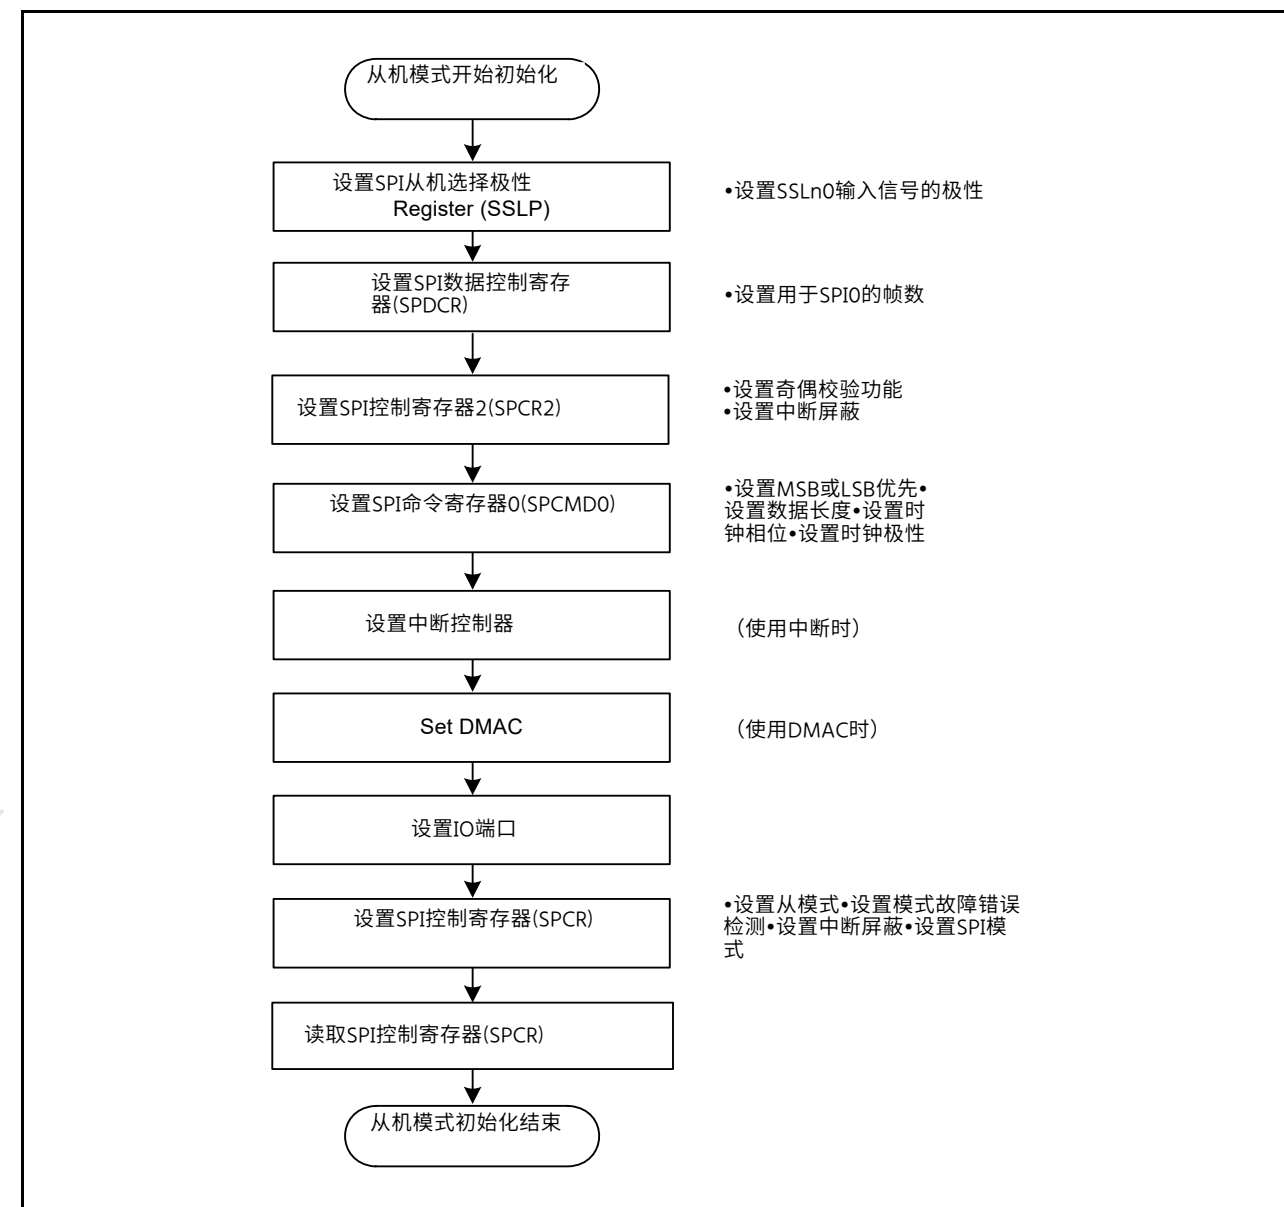 从机模式开始初始化
设置SPI从机选择极性
Register (SSLP)
•设置SSLn0输入信号的极性
设置SPI数据控制寄存
器(SPDCR)
•设置用于SPI0的帧数
设置SPI控制寄存器2(SPCR2)
•设置奇偶校验功能
•设置中断屏蔽
设置SPI命令寄存器0(SPCMD0)
•设置MSB或LSB优先•
设置数据长度•设置时
钟相位•设置时钟极性
设置中断控制器
（使用中断时）
Set DMAC
（使用DMAC时）
设置IO端口
设置SPI控制寄存器(SPCR)
•设置从模式•设置模式故障错误
检测•设置中断屏蔽•设置SPI模
式
读取SPI控制寄存器(SPCR)
从机模式初始化结束